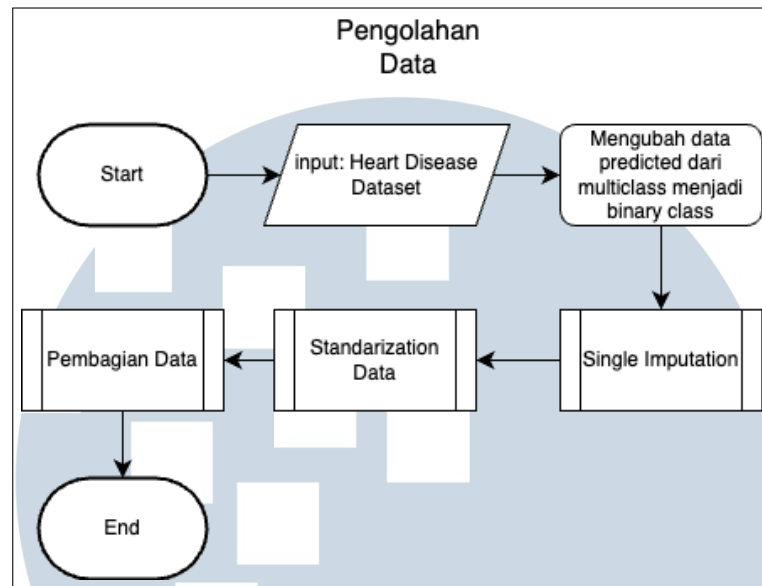 Pengolahan
Data
Start
input: Heart Disease
Dataset
Mengubah data
predicted dari
multiclass menjadi
binary class
Single Imputation
Standarization
Data
Pembagian Data
End